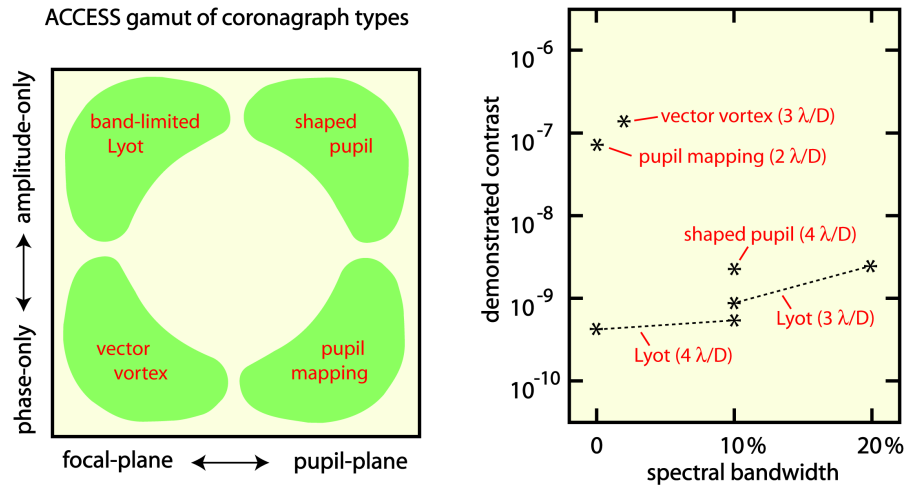 ACCESS gamut of coronagraph types
amplitude-only
phase-only
band-limited
Lyot
shaped
pupil
vector
vortex
pupil
mapping
focal-plane
pupil-plane
demonstrated contrast
10^-6
10^-7
10^-8
10^-9
10^-10
vector vortex (3 λ/D)
pupil mapping (2 λ/D)
shaped pupil (4 λ/D)
Lyot (3 λ/D)
Lyot (4 λ/D)
0
10%
20%
spectral bandwidth